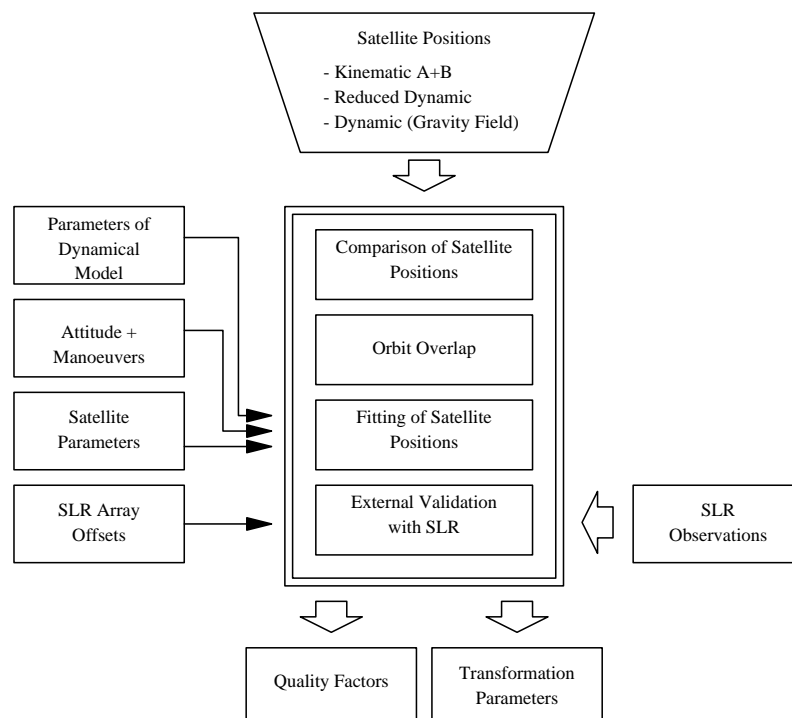 Satellite Positions
- Kinematic A+B
- Reduced Dynamic
- Dynamic (Gravity Field)
Parameters of
Dynamical
Model
Attitude +
Manoeuvers
Satellite
Parameters
SLR Array
Offsets
Comparison of Satellite
Positions
Orbit Overlap
Fitting of Satellite
Positions
External Validation
with SLR
SLR
Observations
Quality Factors
Transformation
Parameters